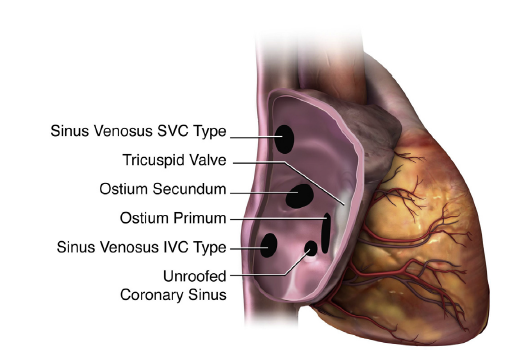 Sinus Venosus SVC Type
Tricuspid Valve
Ostium Secundum
Ostium Primum
Sinus Venosus IVC Type
Unroofed
Coronary Sinus